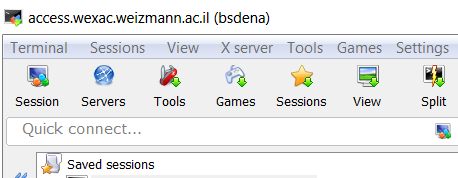 access.wexac.weizmann.ac.il (bsdena)
Terminal Sessions View X server Tools Games Settings
Session Servers Tools Games Sessions View Split
Quick connect...
Saved sessions